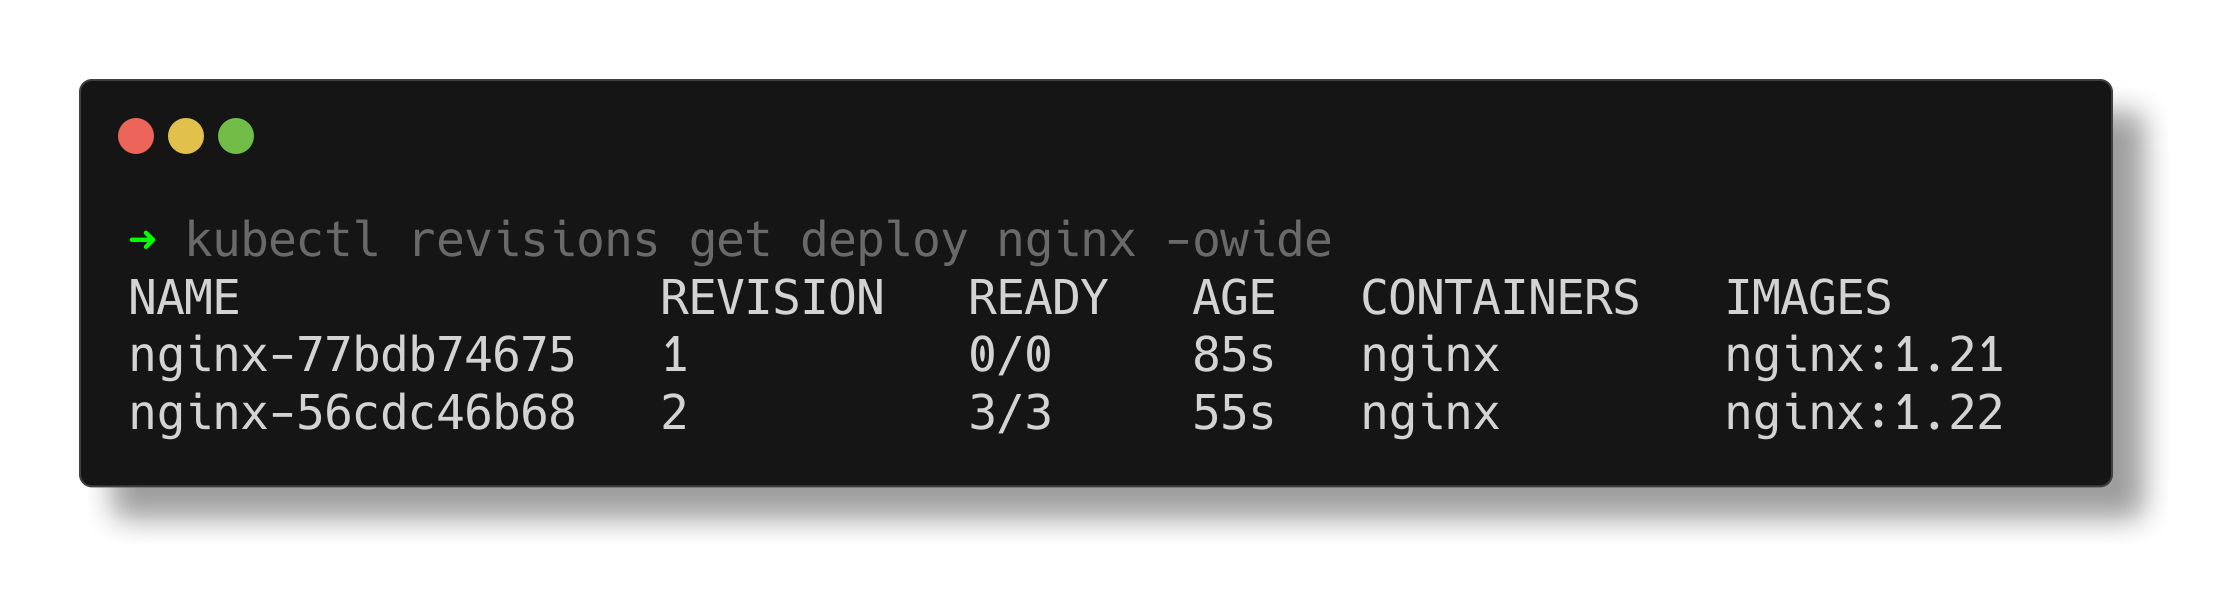 ➜ kubectl revisions get deploy nginx -owide
NAME                REVISION   READY   AGE   CONTAINERS   IMAGES
nginx-77bdb74675   1          0/0     85s   nginx        nginx:1.21
nginx-56cdc46b68   2          3/3     55s   nginx        nginx:1.22